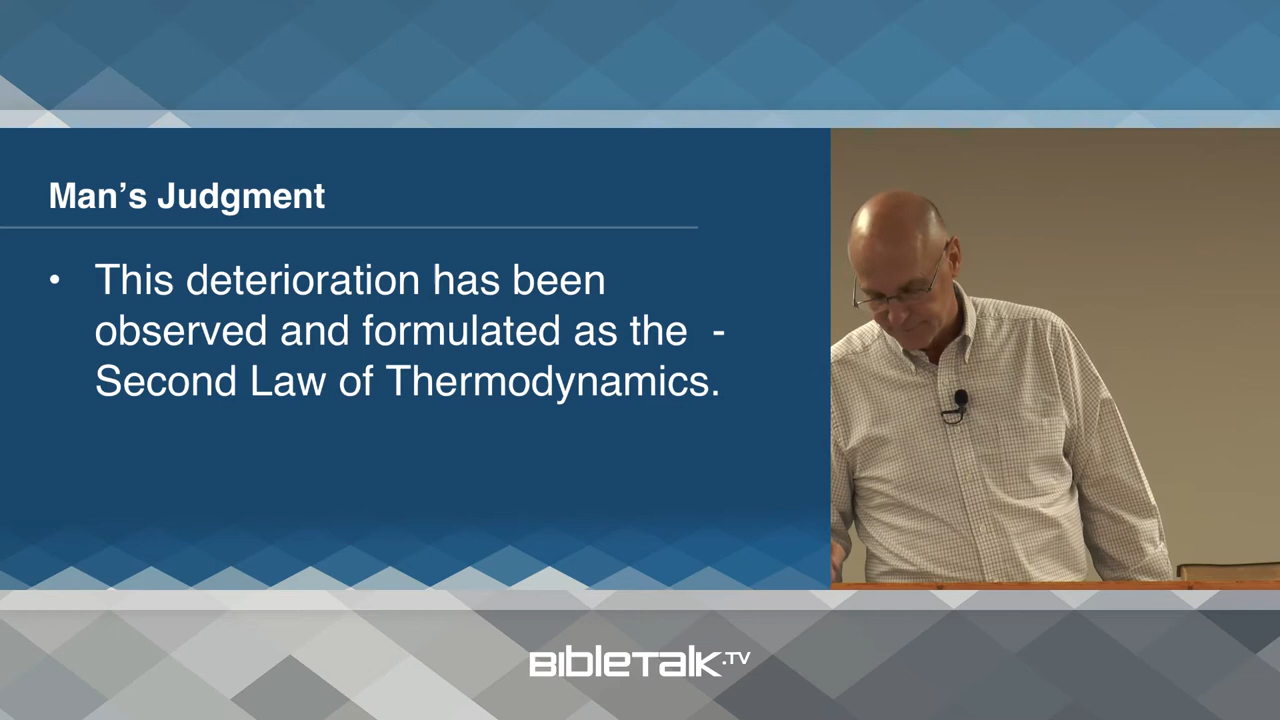 Man's Judgment
• This deterioration has been
observed and formulated as the -
Second Law of Thermodynamics.
BIBLETALK.TV